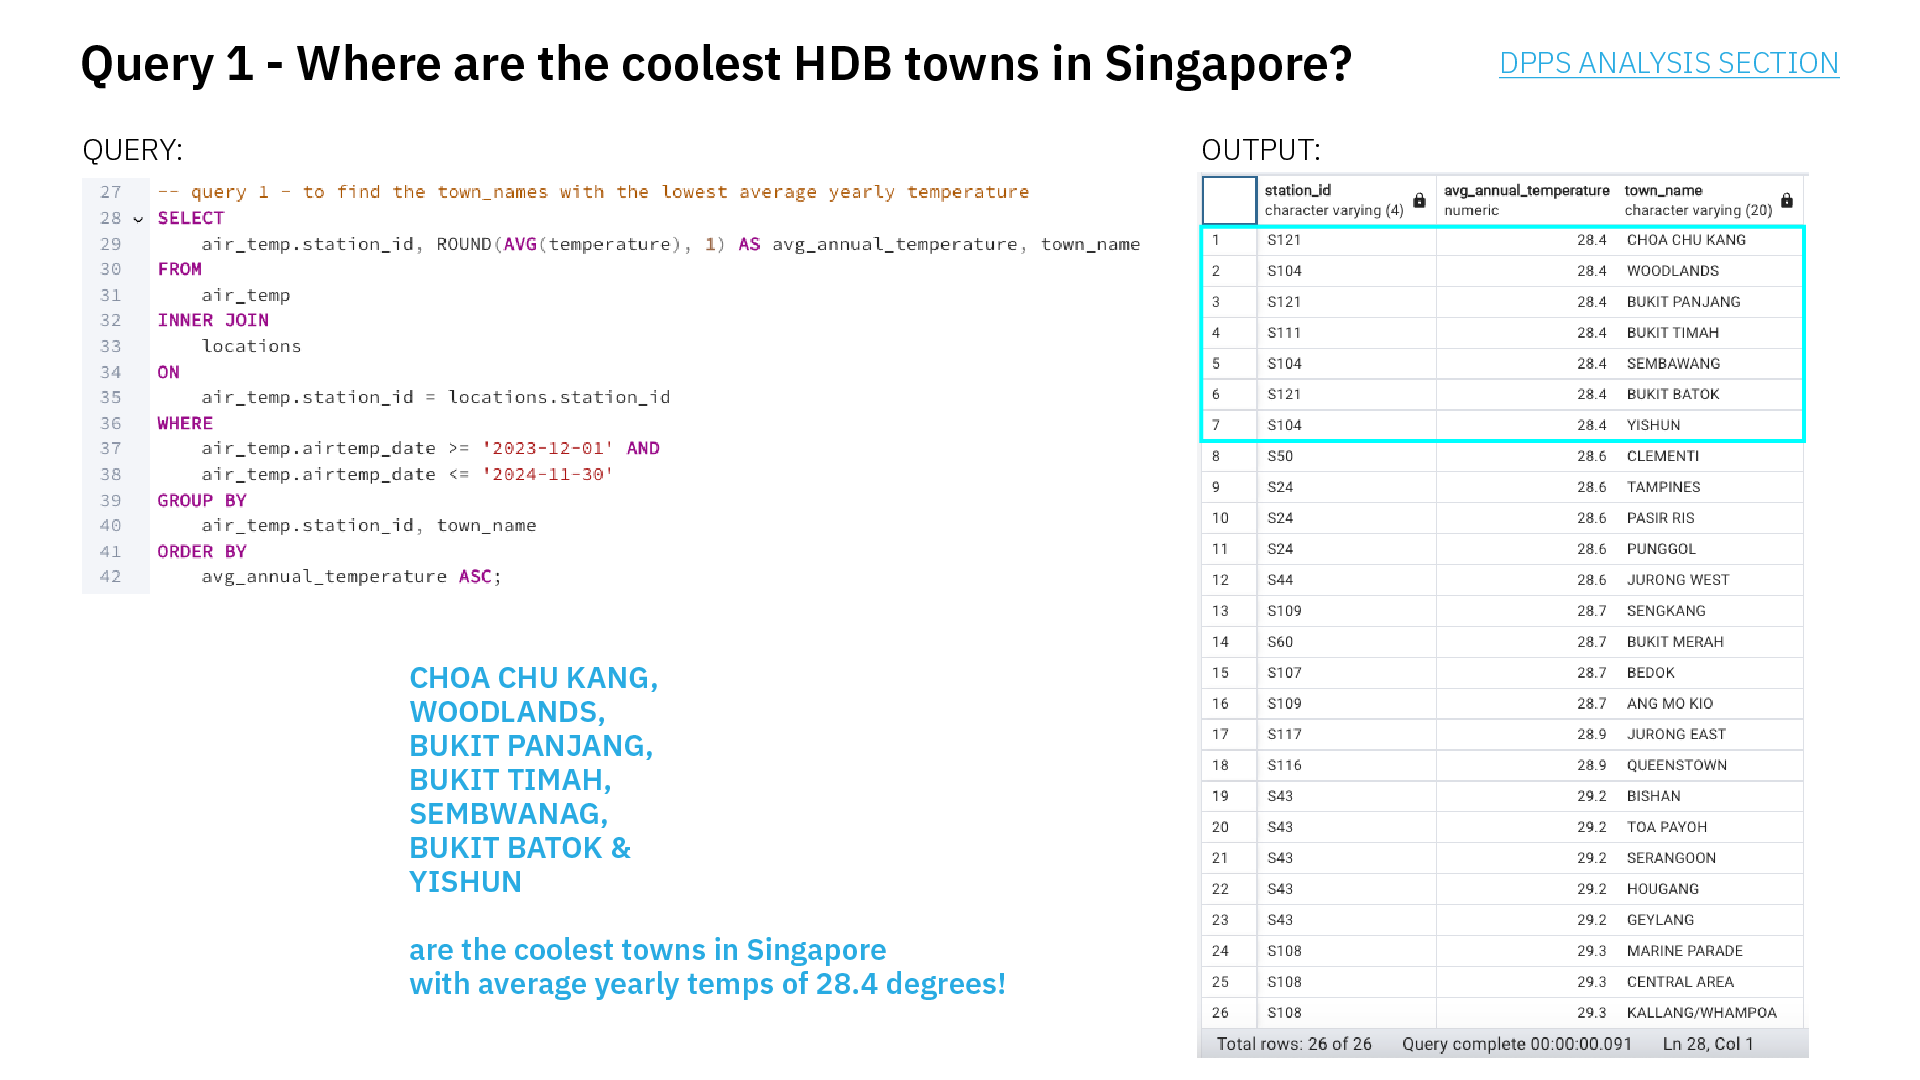 Query 1 - Where are the coolest HDB towns in Singapore?
DPPS ANALYSIS SECTION
QUERY:
27 -- query 1 - to find the town_names with the lowest average yearly temperature
28 SELECT
29 air_temp.station_id, ROUND(AVG(temperature), 1) AS avg_annual_temperature, town_name
30 FROM
31 air_temp
32 INNER JOIN
33 locations
34 ON
35 air_temp.station_id = locations.station_id
36 WHERE
37 air_temp.airtemp_date >= '2023-12-01' AND
38 air_temp.airtemp_date <= '2024-11-30'
39 GROUP BY
40 air_temp.station_id, town_name
41 ORDER BY
42 avg_annual_temperature ASC;
CHOA CHU KANG,
WOODLANDS,
BUKIT PANJANG,
BUKIT TIMAH,
SEMBWANAG,
BUKIT BATOK &
YISHUN
are the coolest towns in Singapore
with average yearly temps of 28.4 degrees!
OUTPUT:
station_id avg_annual_temperature town_name
character varying (4) numeric character varying (20)
1 S121 28.4 CHOA CHU KANG
2 S104 28.4 WOODLANDS
3 S121 28.4 BUKIT PANJANG
4 S111 28.4 BUKIT TIMAH
5 S104 28.4 SEMBAWANG
6 S121 28.4 BUKIT BATOK
7 S104 28.4 YISHUN
8 S50 28.6 CLEMENTI
9 S24 28.6 TAMPINES
10 S24 28.6 PASIR RIS
11 S24 28.6 PUNGGOL
12 S44 28.6 JURONG WEST
13 S109 28.7 SENGKANG
14 S60 28.7 BUKIT MERAH
15 S107 28.7 BEDOK
16 S109 28.7 ANG MO KIO
17 S117 28.9 JURONG EAST
18 S116 28.9 QUEENSTOWN
19 S43 29.2 BISHAN
20 S43 29.2 TOA PAYOH
21 S43 29.2 SERANGOON
22 S43 29.2 HOUGANG
23 S43 29.2 GEYLANG
24 S108 29.3 MARINE PARADE
25 S108 29.3 CENTRAL AREA
26 S108 29.3 KALLANG/WHAMPOA
Total rows: 26 of 26 Query complete 00:00:00.091 Ln 28, Col 1